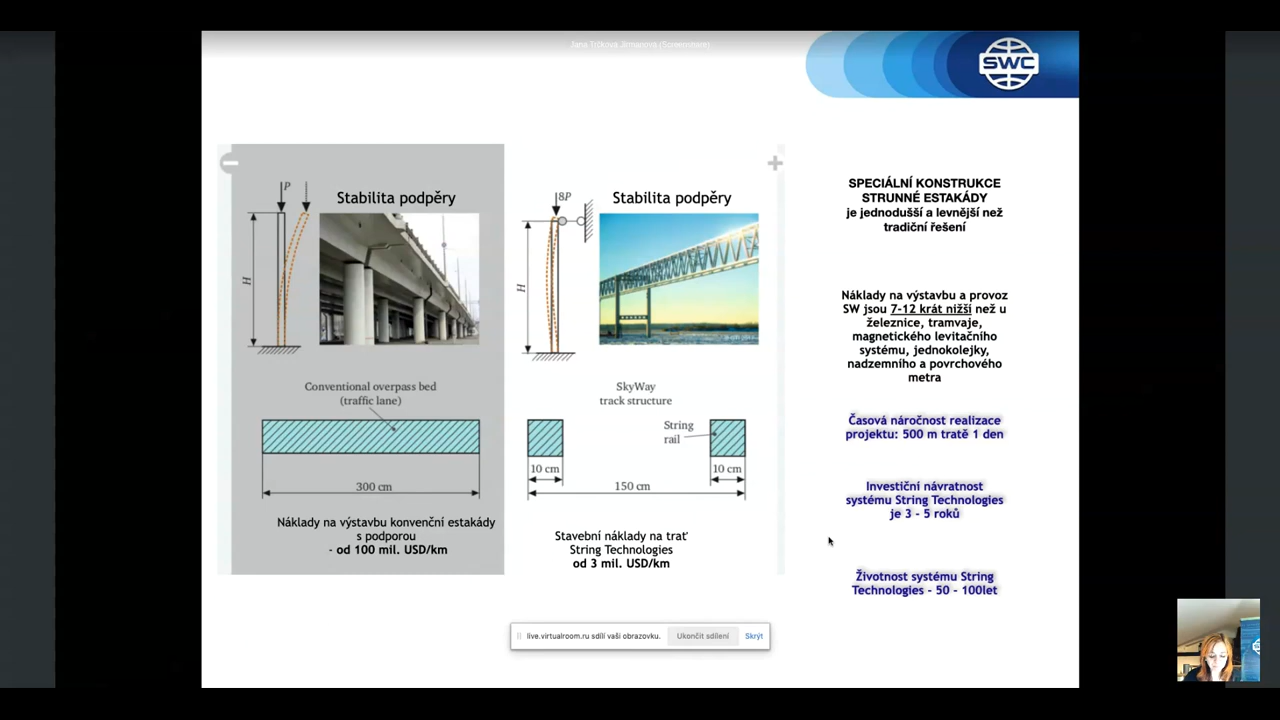 Jana Trčková Jirmanová (Screenshare)
SWC
P
Stabilita podpěry
H
Conventional overpass bed
(traffic lane)
300 cm
Náklady na výstavbu konvenční estakády
s podporou
- od 100 mil. USD/km
8P
Stabilita podpěry
H
SkyWay
track structure
String
rail
10 cm
10 cm
150 cm
Stavební náklady na trať
String Technologies
od 3 mil. USD/km
SPECIÁLNÍ KONSTRUKCE
STRUNNÉ ESTAKÁDY
je jednodušší a levnější než
tradiční řešení
Náklady na výstavbu a provoz
SW jsou 7-12 krát nižší než u
železnice, tramvaje,
magnetického levitačního
systému, jednokolejky,
nadzemního a povrchového
metra
Časová náročnost realizace
projektu: 500 m tratě 1 den
Investiční návratnost
systému String Technologies
je 3 - 5 roků
Životnost systému String
Technologies - 50 - 100let
live.virtualroom.ru sdílí vaši obrazovku.
Ukončit sdílení
Skrýt